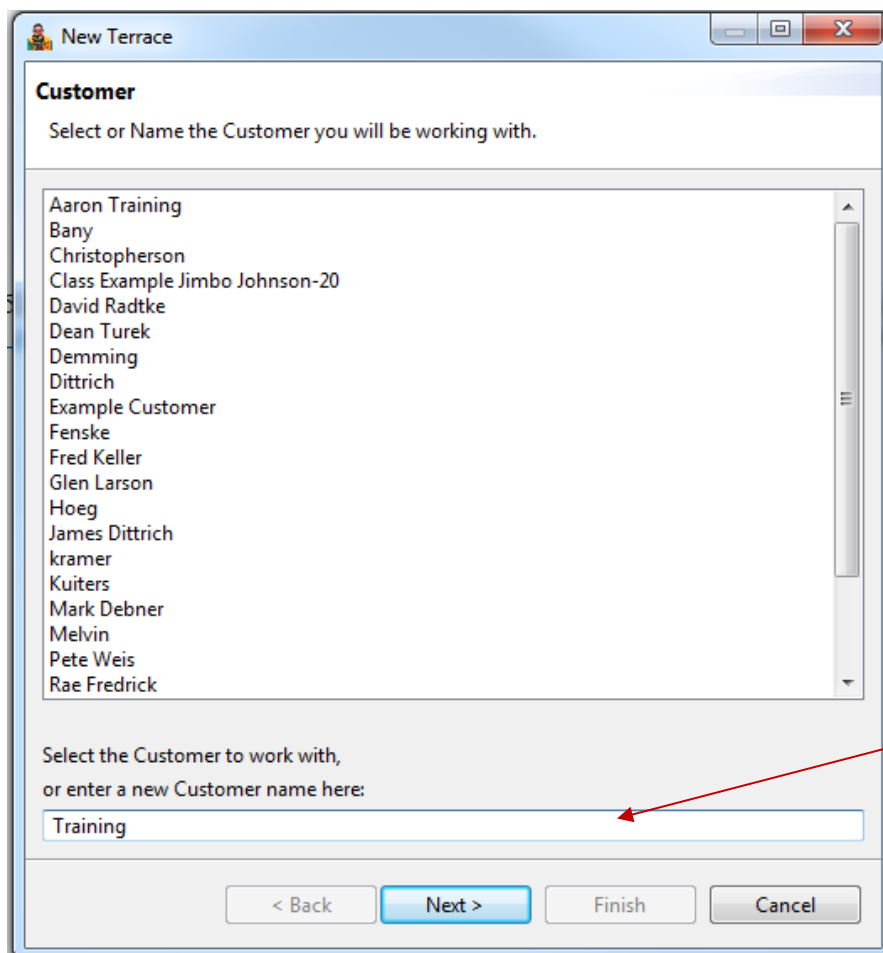 New Terrace
Customer
Select or Name the Customer you will be working with.
Aaron Training
Bany
Christopherson
Class Example Jimbo Johnson-20
David Radtke
Dean Turek
Demming
Dittrich
Example Customer
Fenske
Fred Keller
Glen Larson
Hoeg
James Dittrich
kramer
Kuiters
Mark Debner
Melvin
Pete Weis
Rae Fredrick
Select the Customer to work with,
or enter a new Customer name here:
Training
< Back Next > Finish Cancel